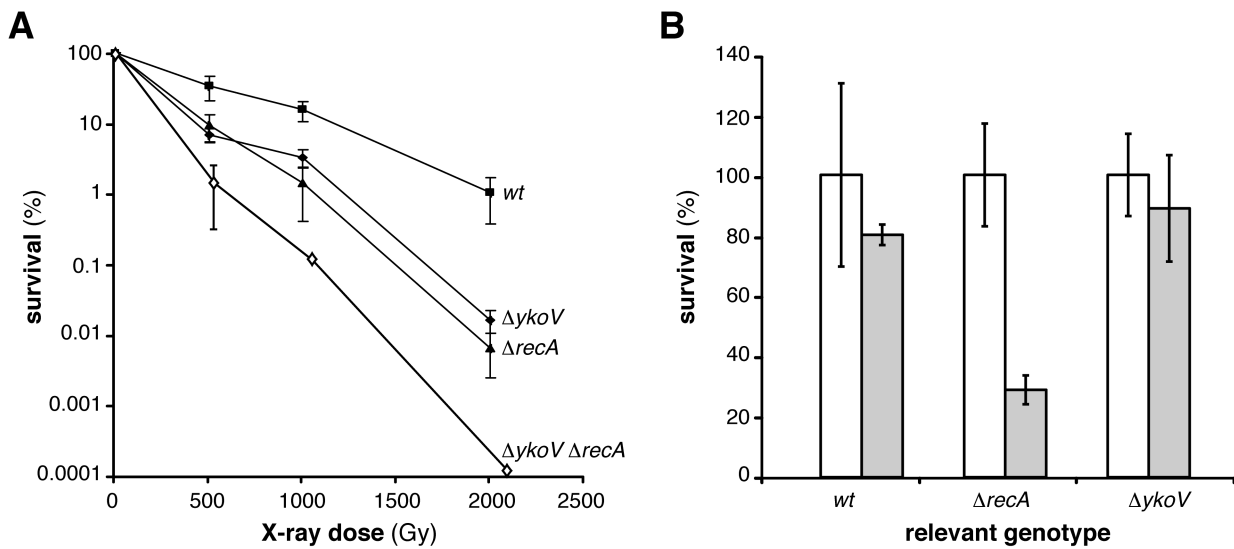 A
survival (%)
100
10
1
0.1
0.01
0.001
0.0001
0
500
1000
1500
2000
2500
X-ray dose (Gy)
wt
ΔykoV
ΔrecA
ΔykoV ΔrecA
B
survival (%)
140
120
100
80
60
40
20
0
wt
ΔrecA
ΔykoV
relevant genotype